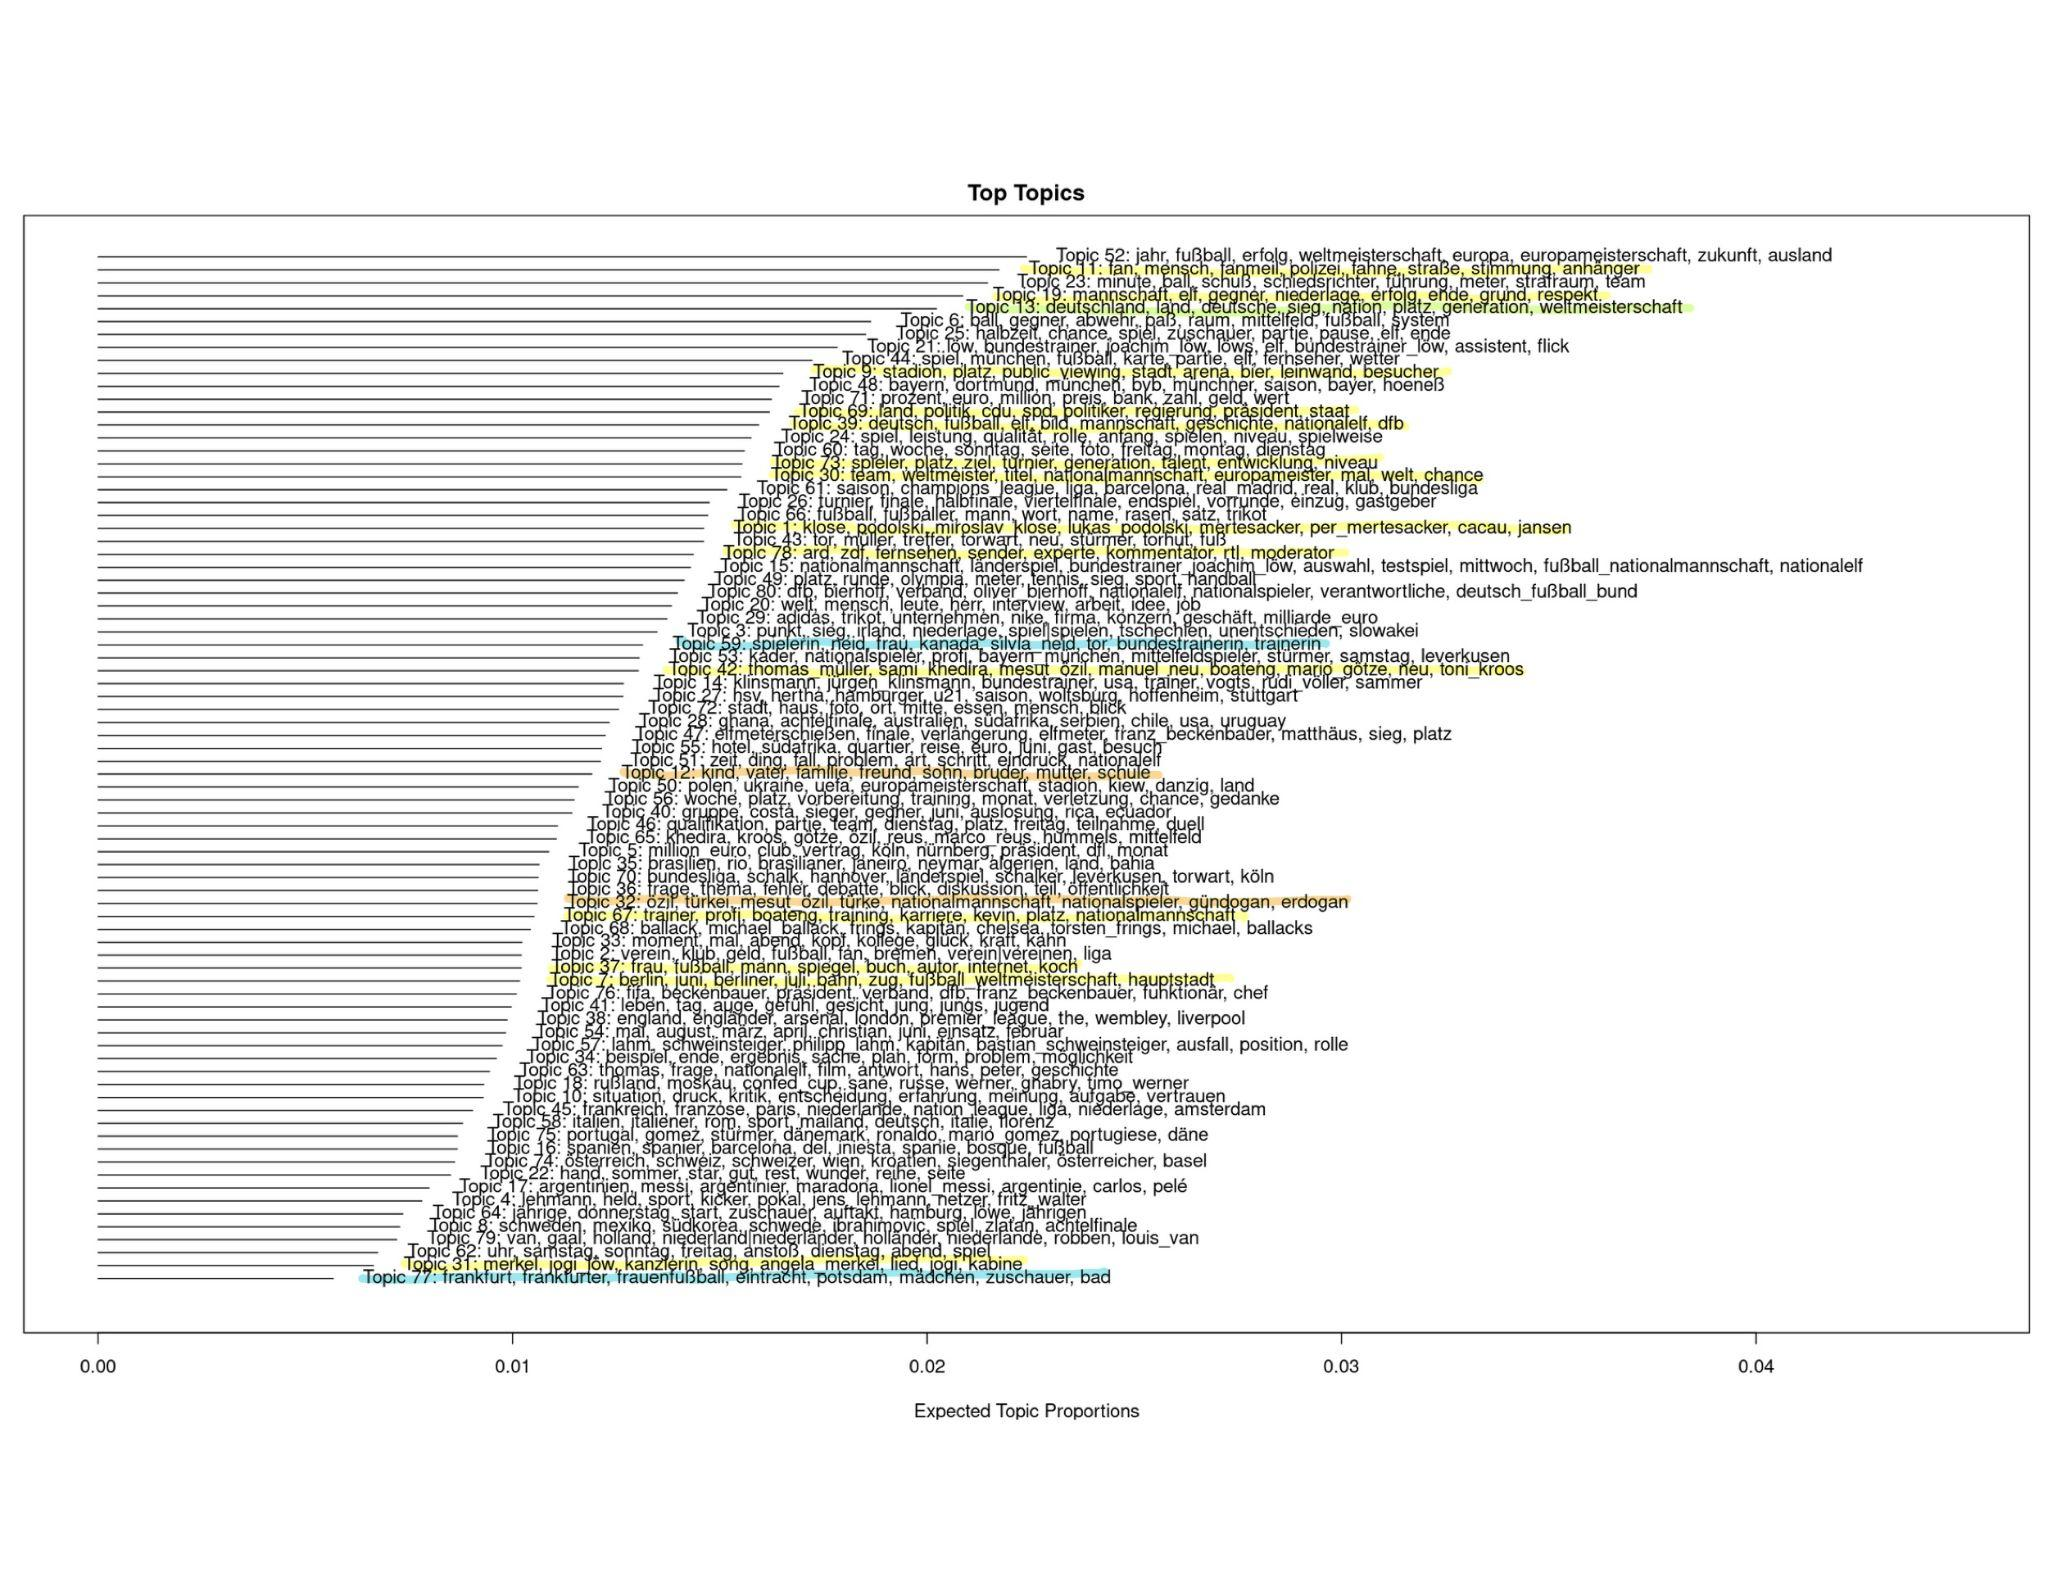 Top Topics
Topic 52: jahr, fußball, erfolg, weltmeisterschaft, europa, europameisterschaft, zukunft, ausland
Topic 11: fan, mensch, fanmeil, polizei, fahne, straße, stimmung, anhänger
Topic 23: minute, ball, schuß, schiedsrichter, führung, meter, strafraum, team
Topic 19: mannschaft, elf, gegner, niederlage, erfolg, ende, grund, respekt
Topic 13: deutschland, land, deutsche, sieg, nation, platz, generation, weltmeisterschaft
Topic 6: ball, gegner, abwehr, paß, raum, mittelfeld, fußball, system
Topic 25: halbzeit, chance, spiel, zuschauer, partie, pause, elf, ende
Topic 21: löw, bundestrainer, joachim_löw, löws, elf, bundestrainer_löw, assistent, flick
Topic 44: spiel, münchen, fußball, karte, partie, elf, fernseher, wetter
Topic 9: stadion, platz, public_viewing, stadt, arena, bier, leinwand, besucher
Topic 48: bayern, dortmund, münchen, bvb, münchner, saison, bayer, hoeneß
Topic 71: prozent, euro, million, preis, bank, zahl, geld, wert
Topic 69: land, politik, cdu, spd, politiker, regierung, präsident, staat
Topic 39: deutsch, fußball, elf, bild, mannschaft, geschichte, nationalelf, dfb
Topic 24: spiel, leistung, qualität, rolle, anfang, spielen, niveau, spielweise
Topic 60: tag, woche, sonntag, seite, foto, freitag, montag, dienstag
Topic 73: spieler, platz, ziel, turnier, generation, talent, entwicklung, niveau
Topic 30: team, weltmeister, titel, nationalmannschaft, europameister, mal, welt, chance
Topic 61: saison, champions_league, liga, barcelona, real_madrid, real, klub, bundesliga
Topic 26: turnier, finale, halbfinale, viertelfinale, endspiel, vorrunde, einzug, gastgeber
Topic 66: fußball, fußballer, mann, wort, name, rasen, satz, trikot
Topic 1: klose, podolski, miroslav_klose, lukas_podolski, mertesacker, per_mertesacker, cacau, jansen
Topic 43: tor, müller, treffer, torwart, neu, stürmer, torhut, fuß
Topic 78: ard, zdf, fernsehen, sender, experte, kommentator, rtl, moderator
Topic 15: nationalmannschaft, länderspiel, bundestrainer_joachim_löw, auswahl, testspiel, mittwoch, fußball_nationalmannschaft, nationalelf
Topic 49: platz, runde, olympia, meter, tennis, sieg, sport, handball
Topic 80: dfb, bierhoff, verband, oliver_bierhoff, nationalelf, nationalspieler, verantwortliche, deutsch_fußball_bund
Topic 20: welt, mensch, leute, herr, interview, arbeit, idee, job
Topic 29: adidas, trikot, unternehmen, nike, firma, konzern, geschäft, milliarde_euro
Topic 3: punkt, sieg, irland, niederlage, spiel|spielen, tschechien, unentschieden, slowakei
Topic 59: spielerin, neid, frau, kanada, silvia_neid, tor, bundestrainerin, trainerin
Topic 53: kader, nationalspieler, profi, bayern_münchen, mittelfeldspieler, stürmer, samstag, leverkusen
Topic 42: thomas_müller, sami_khedira, mesut_özil, manuel_neu, boateng, mario_götze, neu, toni_kroos
Topic 14: klinsmann, jürgen_klinsmann, bundestrainer, usa, trainer, vogts, rudi_völler, sammer
Topic 27: hsv, hertha, hamburger, u21, saison, wolfsburg, hoffenheim, stuttgart
Topic 72: stadt, haus, foto, ort, mitte, essen, mensch, blick
Topic 28: ghana, achtelfinale, australien, südafrika, serbien, chile, usa, uruguay
Topic 47: elfmeterschießen, finale, verlängerung, elfmeter, franz_beckenbauer, matthäus, sieg, platz
Topic 55: hotel, südafrika, quartier, reise, euro, juni, gast, besuch
Topic 51: zeit, ding, fall, problem, art, schritt, eindruck, nationalelf
Topic 12: kind, vater, familie, freund, sohn, bruder, mutter, schule
Topic 50: polen, ukraine, uefa, europameisterschaft, stadion, kiew, danzig, land
Topic 56: woche, platz, vorbereitung, training, monat, verletzung, chance, gedanke
Topic 40: gruppe, costa, sieger, gegner, juni, auslosung, rica, ecuador
Topic 46: qualifikation, partie, team, dienstag, platz, freitag, teilnahme, duell
Topic 65: khedira, kroos, götze, özil, reus, marco_reus, hummels, mittelfeld
Topic 5: million_euro, club, vertrag, köln, nürnberg, präsident, dfl, monat
Topic 35: brasilien, rio, brasilianer, janeiro, neymar, algerien, land, bahia
Topic 70: bundesliga, schalk, hannover, länderspiel, schalker, leverkusen, torwart, köln
Topic 36: frage, thema, fehler, debatte, blick, diskussion, teil, öffentlichkeit
Topic 32: özil, türkei, mesut_özil, türke, nationalmannschaft, nationalspieler, gündogan, erdogan
Topic 67: trainer, profi, boateng, training, karriere, kevin, platz, nationalmannschaft
Topic 68: ballack, michael_ballack, frings, kapitän, chelsea, torsten_frings, michael, ballacks
Topic 33: moment, mal, abend, kopf, kollege, glück, kraft, kahn
Topic 2: verein, klub, geld, fußball, fan, bremen, verein|vereinen, liga
Topic 37: frau, fußball, mann, spiegel, buch, autor, internet, koch
Topic 7: berlin, juni, berliner, juli, bahn, zug, fußball_weltmeisterschaft, hauptstadt
Topic 76: fifa, beckenbauer, präsident, verband, dfb, franz_beckenbauer, funktionär, chef
Topic 41: leben, tag, auge, gefühl, gesicht, jung, jungs, jugend
Topic 38: england, engländer, arsenal, london, premier_league, the, wembley, liverpool
Topic 54: mai, august, märz, april, christian, juni, einsatz, februar
Topic 57: lahm, schweinsteiger, philipp_lahm, kapitän, bastian_schweinsteiger, ausfall, position, rolle
Topic 34: beispiel, ende, ergebnis, sache, plan, form, problem, möglichkeit
Topic 63: thomas, frage, nationalelf, film, antwort, hans, peter, geschichte
Topic 18: rußland, moskau, confed_cup, sané, russe, werner, gnabry, timo_werner
Topic 10: situation, druck, kritik, entscheidung, erfahrung, meinung, aufgabe, vertrauen
Topic 45: frankreich, franzose, paris, niederlande, nation_league, liga, niederlage, amsterdam
Topic 58: italien, italiener, rom, sport, mailand, deutsch, italie, florenz
Topic 75: portugal, gomez, stürmer, dänemark, ronaldo, mario_gomez, portugiese, däne
Topic 16: spanien, spanier, barcelona, del, iniesta, spanie, bosque, fußball
Topic 74: österreich, schweiz, schweizer, wien, kroatien, siegenthaler, österreicher, basel
Topic 22: hand, sommer, star, gut, rest, wunder, reihe, seite
Topic 17: argentinien, messi, argentinier, maradona, lionel_messi, argentinie, carlos, pelé
Topic 4: lehmann, held, sport, kicker, pokal, jens_lehmann, netzer, fritz_walter
Topic 64: jährige, donnerstag, start, zuschauer, auftakt, hamburg, löwe, jährigen
Topic 8: schweden, mexiko, südkorea, schwede, ibrahimovic, spiel, zlatan, achtelfinale
Topic 79: van, gaal, holland, niederland|niederländer, holländer, niederlande, robben, louis_van
Topic 62: uhr, samstag, sonntag, freitag, anstoß, dienstag, abend, spiel
Topic 31: merkel, jogi_löw, kanzlerin, song, angela_merkel, lied, jogi, kabine
Topic 77: frankfurt, frankfurter, frauenfußball, eintracht, potsdam, mädchen, zuschauer, bad
0.00 0.01 0.02 0.03 0.04
Expected Topic Proportions